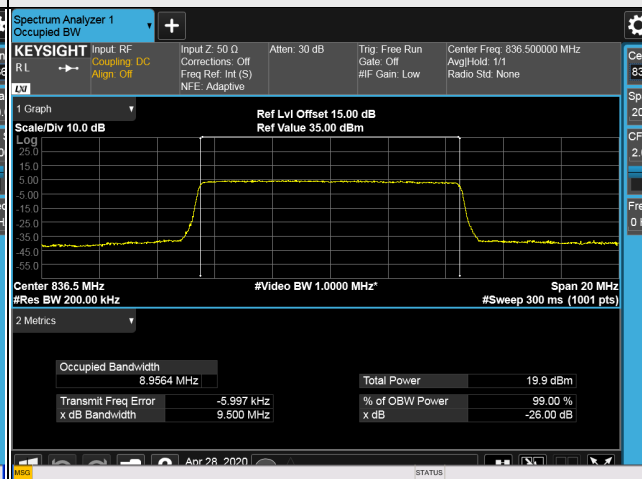 Spectrum Analyzer 1
Occupied BW
+
KEYSIGHT
R L
LXI
Input: RF
Coupling: DC
Align: Off
Input Z: 50 Ω
Corrections: Off
Freq Ref: Int (S)
NFE: Adaptive
Atten: 30 dB
Trig: Free Run
Gate: Off
#IF Gain: Low
Center Freq: 836.500000 MHz
Avg|Hold: 1/1
Radio Std: None
1 Graph
Scale/Div 10.0 dB
Ref Lvl Offset 15.00 dB
Ref Value 35.00 dBm
Log
25.0
15.0
5.00
-5.00
-15.0
-25.0
-35.0
-45.0
-55.0
Center 836.5 MHz
#Video BW 1.0000 MHz*
Span 20 MHz
#Res BW 200.00 kHz
#Sweep 300 ms (1001 pts)
2 Metrics
Occupied Bandwidth
8.9564 MHz
Total Power 19.9 dBm
Transmit Freq Error -5.997 kHz
% of OBW Power 99.00 %
x dB Bandwidth 9.500 MHz
x dB -26.00 dB
Apr 28, 2020
MSG
STATUS